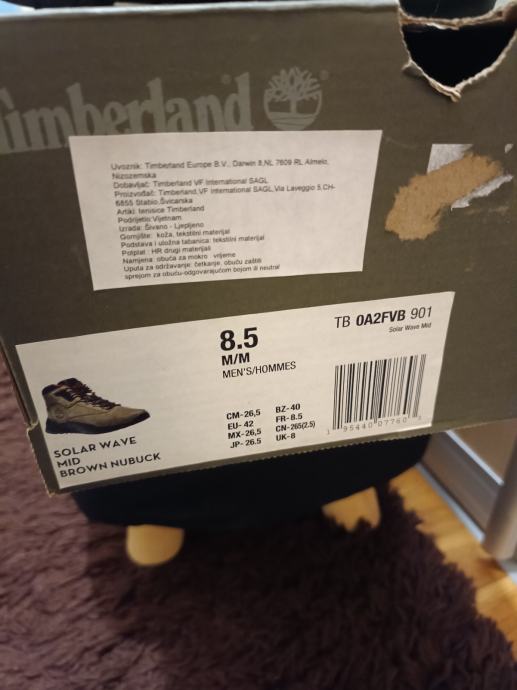 Timberland
Uvoznik: Timberland Europe B.V., Darwin 8,NL 7609 RL Almelo,
Nizozemska
Dobavljač: Timberland VF International SAGL
Proizvođač: Timberland,VF International SAGL,Via Laveggio 5,CH-
6855 Stabio,Švicarska
Artikl: tenisice Timberland
Podrijetlo:Vijetnam
Izrada: Šivano - Ljepljeno
Gornjište: koža, tekstilni materijal
Podstava i uložna tabanica: tekstilni materijal
Potplat : HR drugi materijali
Namjena: obuća za mokro vrijeme
Uputa za održavanje: četkanje, obuću zaštiti
sprejom za obuću-odgovarajućom bojom ili neutral
8.5
M/M
MEN'S/HOMMES
TB 0A2FVB 901
Solar Wave Mid
CM-26,5 BZ-40
EU- 42 FR-8.5
MX-26,5 CN-265(2.5)
JP-26.5 UK-8
1 95440 07760 1
SOLAR WAVE
MID
BROWN NUBUCK